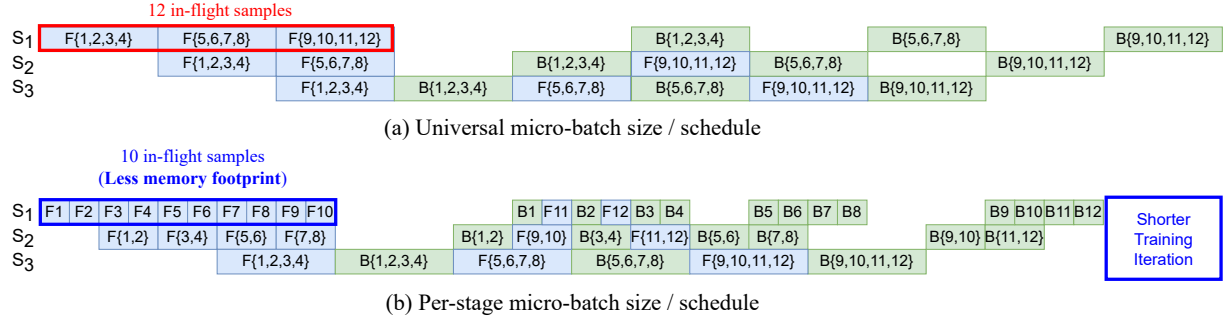 12 in-flight samples
S1 F{1,2,3,4} F{5,6,7,8} F{9,10,11,12} B{1,2,3,4} B{5,6,7,8} B{9,10,11,12}
S2 F{1,2,3,4} F{5,6,7,8} B{1,2,3,4} F{9,10,11,12} B{5,6,7,8} B{9,10,11,12}
S3 F{1,2,3,4} B{1,2,3,4} F{5,6,7,8} B{5,6,7,8} F{9,10,11,12} B{9,10,11,12}
(a) Universal micro-batch size / schedule
10 in-flight samples
(Less memory footprint)
S1 F1 F2 F3 F4 F5 F6 F7 F8 F9 F10 B1 F11 B2 F12 B3 B4 B5 B6 B7 B8 B9 B10 B11 B12
S2 F{1,2} F{3,4} F{5,6} F{7,8} B{1,2} F{9,10} B{3,4} F{11,12} B{5,6} B{7,8} B{9,10} B{11,12}
S3 F{1,2,3,4} B{1,2,3,4} F{5,6,7,8} B{5,6,7,8} F{9,10,11,12} B{9,10,11,12}
Shorter
Training
Iteration
(b) Per-stage micro-batch size / schedule